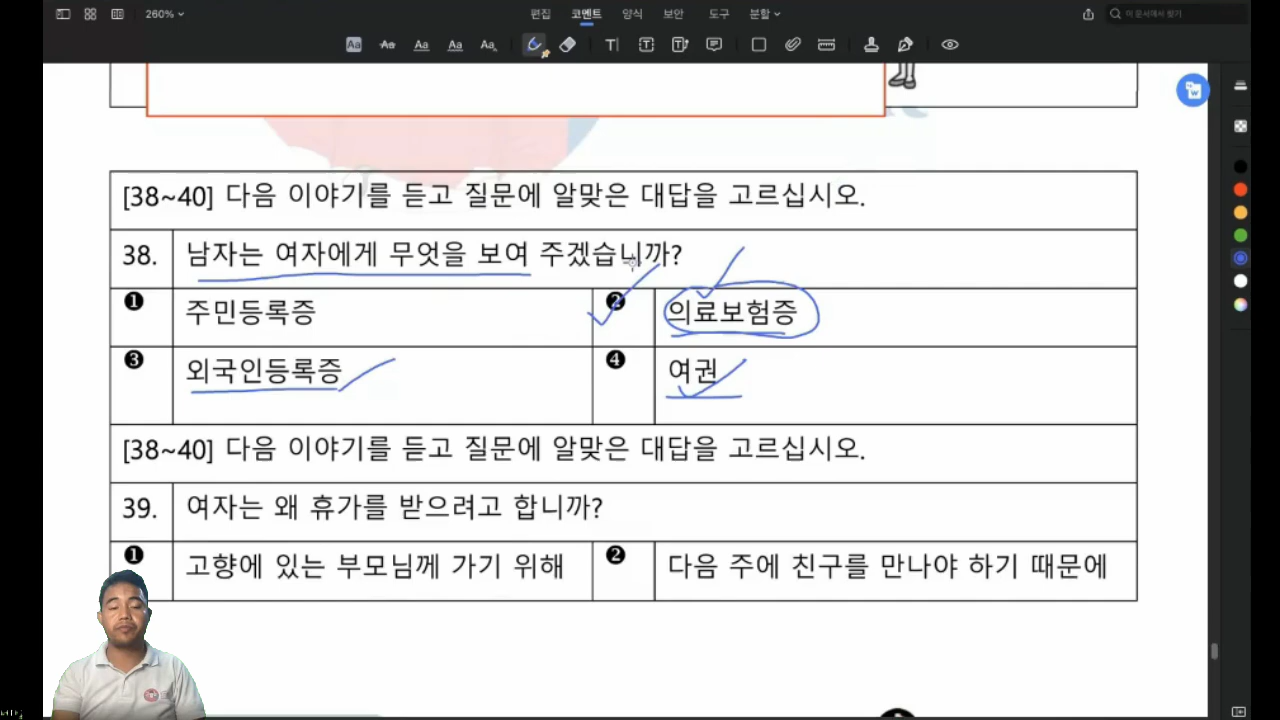 260%
편집 코멘트 양식 보안 도구 분할
이 문서에서 찾기
[38~40] 다음 이야기를 듣고 질문에 알맞은 대답을 고르십시오.
38. 남자는 여자에게 무엇을 보여 주겠습니까?
❶ 주민등록증 ❷ 의료보험증
❸ 외국인등록증 ❹ 여권
[38~40] 다음 이야기를 듣고 질문에 알맞은 대답을 고르십시오.
39. 여자는 왜 휴가를 받으려고 합니까?
❶ 고향에 있는 부모님께 가기 위해 ❷ 다음 주에 친구를 만나야 하기 때문에